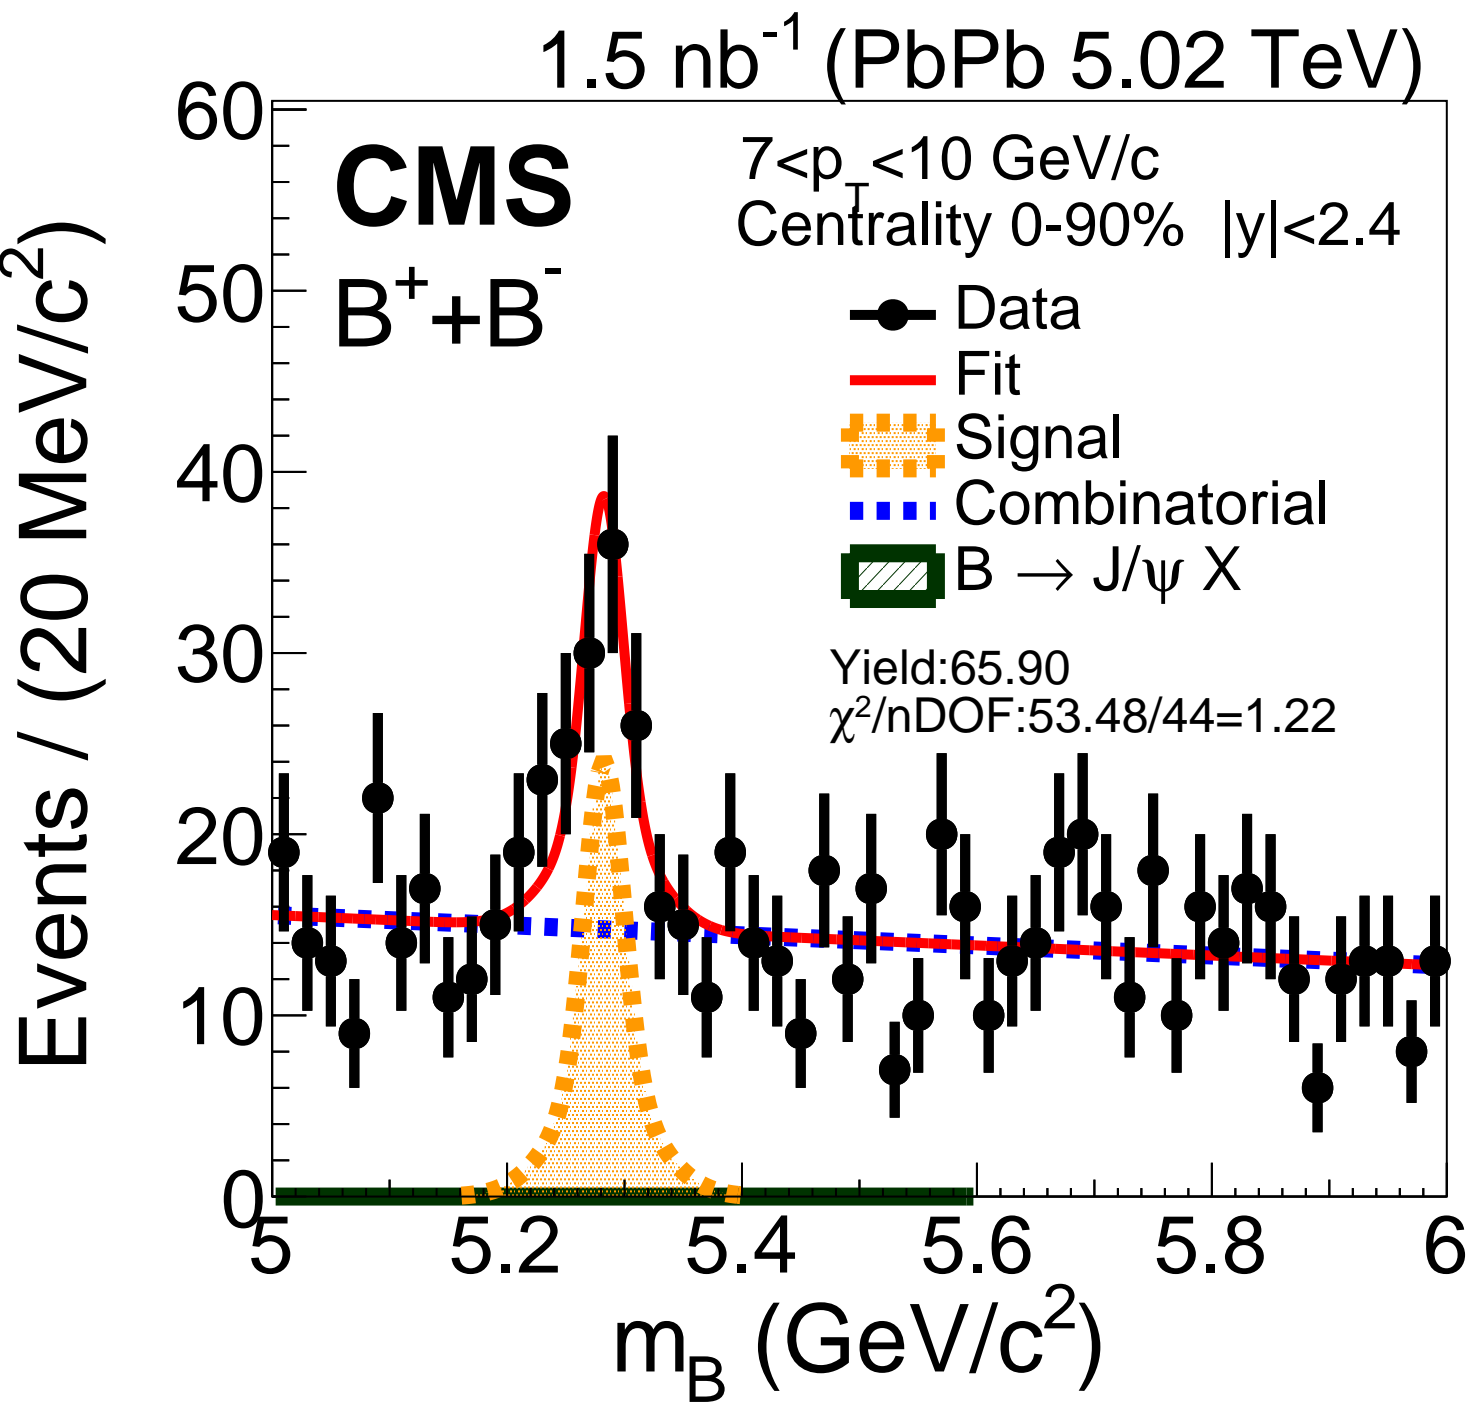 1.5 nb⁻¹ (PbPb 5.02 TeV)
CMS
B⁺+B⁻
7<p_T<10 GeV/c
Centrality 0-90% |y|<2.4
Data
Fit
Signal
Combinatorial
B → J/ψ X
Yield:65.90
χ²/nDOF:53.48/44=1.22
Events / (20 MeV/c²)
60
50
40
30
20
10
0
5 5.2 5.4 5.6 5.8 6
m_B (GeV/c²)